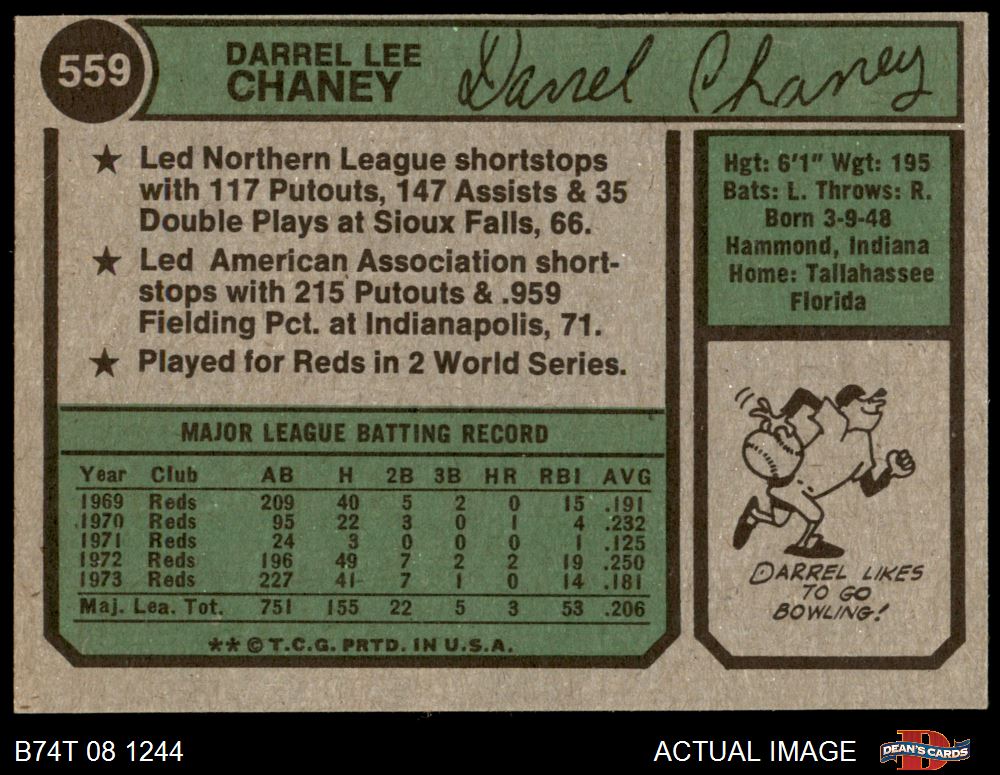 559
DARREL LEE
CHANEY
Darrel Chaney
★ Led Northern League shortstops
with 117 Putouts, 147 Assists & 35
Double Plays at Sioux Falls, 66.
★ Led American Association short-
stops with 215 Putouts & .959
Fielding Pct. at Indianapolis, 71.
★ Played for Reds in 2 World Series.
Hgt: 6'1" Wgt: 195
Bats: L. Throws: R.
Born 3-9-48
Hammond, Indiana
Home: Tallahassee
Florida
MAJOR LEAGUE BATTING RECORD
Year Club AB H 2B 3B HR RBI AVG
1969 Reds 209 40 5 2 0 15 .191
1970 Reds 95 22 3 0 1 4 .232
1971 Reds 24 3 0 0 0 1 .125
1972 Reds 196 49 7 2 2 19 .250
1973 Reds 227 41 7 1 0 14 .181
Maj. Lea. Tot. 751 155 22 5 3 53 .206
** © T.C.G. PRTD. IN U.S.A.
DARREL LIKES
TO GO
BOWLING!
B74T 08 1244
ACTUAL IMAGE
D
DEAN'S CARDS